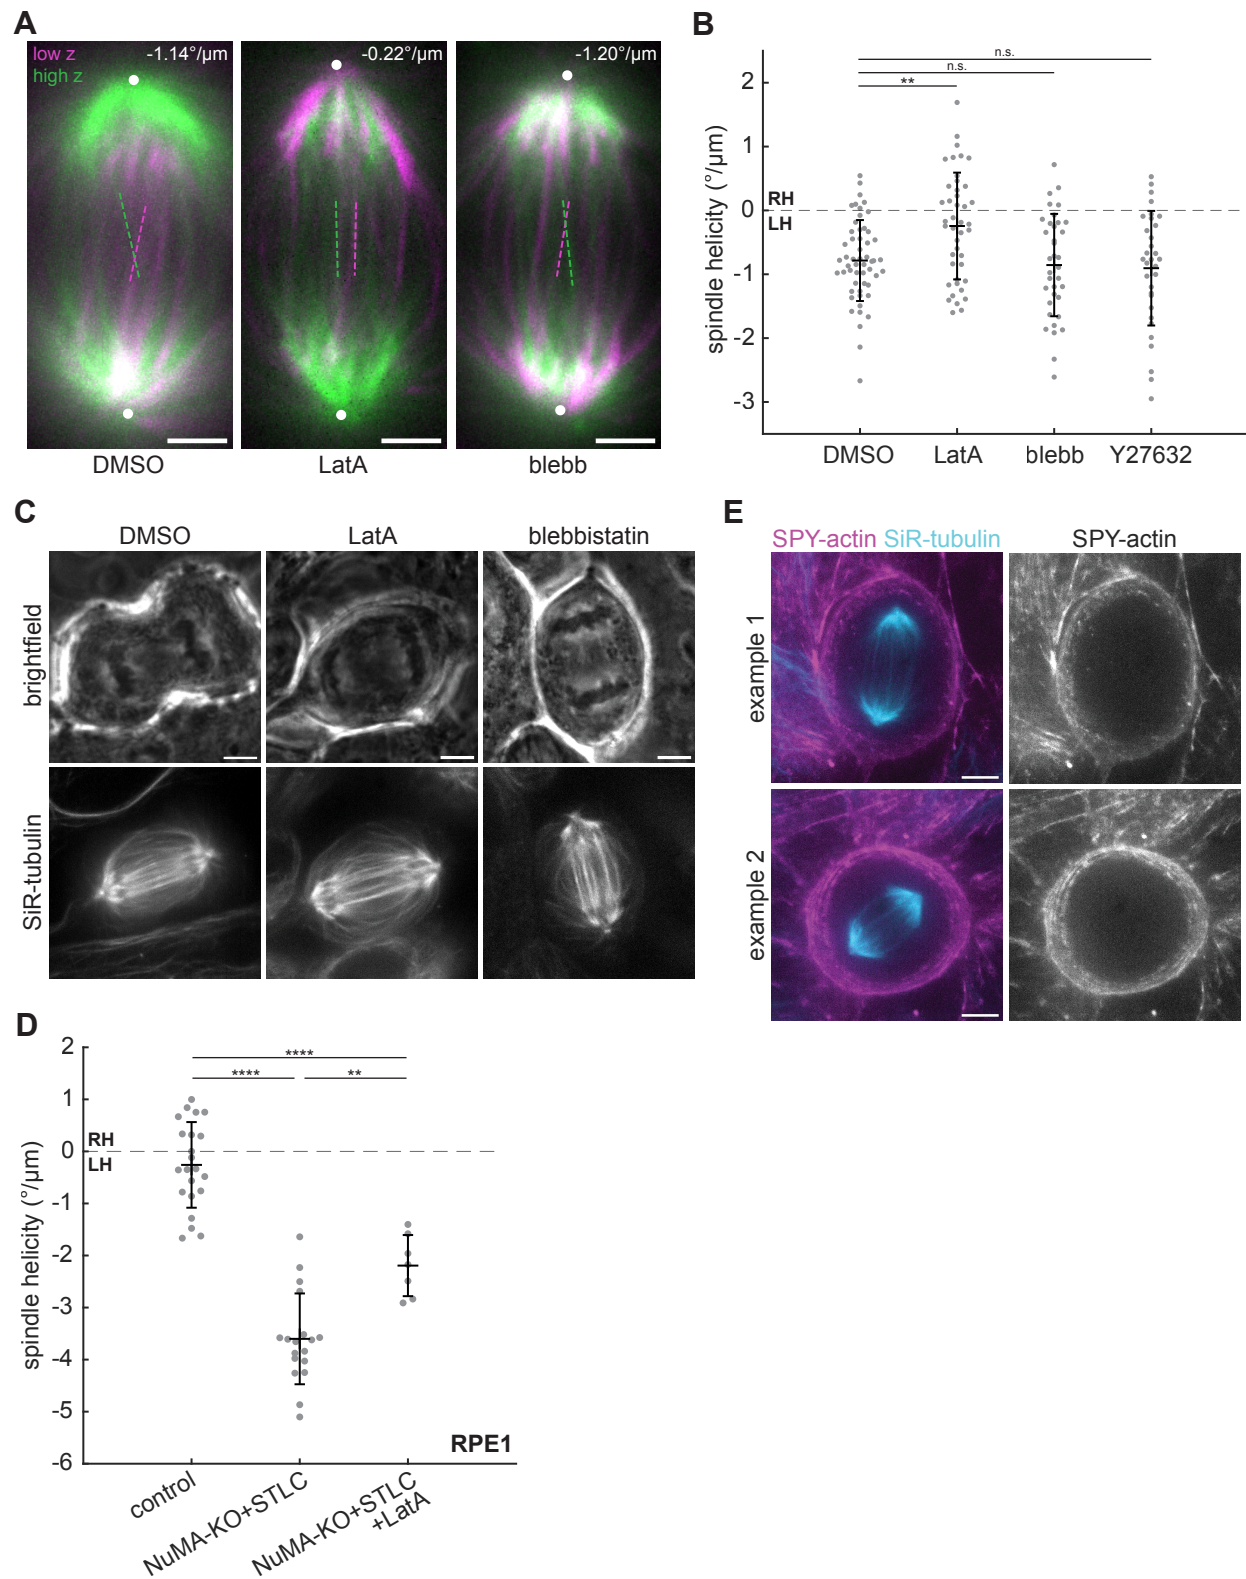 A
low z
high z
-1.14°/μm
-0.22°/μm
-1.20°/μm
DMSO
LatA
blebb
B
spindle helicity (°/μm)
2
1
0
-1
-2
-3
RH
LH
n.s.
n.s.
**
DMSO
LatA
blebb
Y27632
C
DMSO
LatA
blebbistatin
brightfield
SiR-tubulin
E
SPY-actin SiR-tubulin
SPY-actin
example 1
example 2
D
spindle helicity (°/μm)
2
1
0
-1
-2
-3
-4
-5
-6
RH
LH
****
****
**
RPE1
control
NuMA-KO+STLC
NuMA-KO+STLC
+LatA